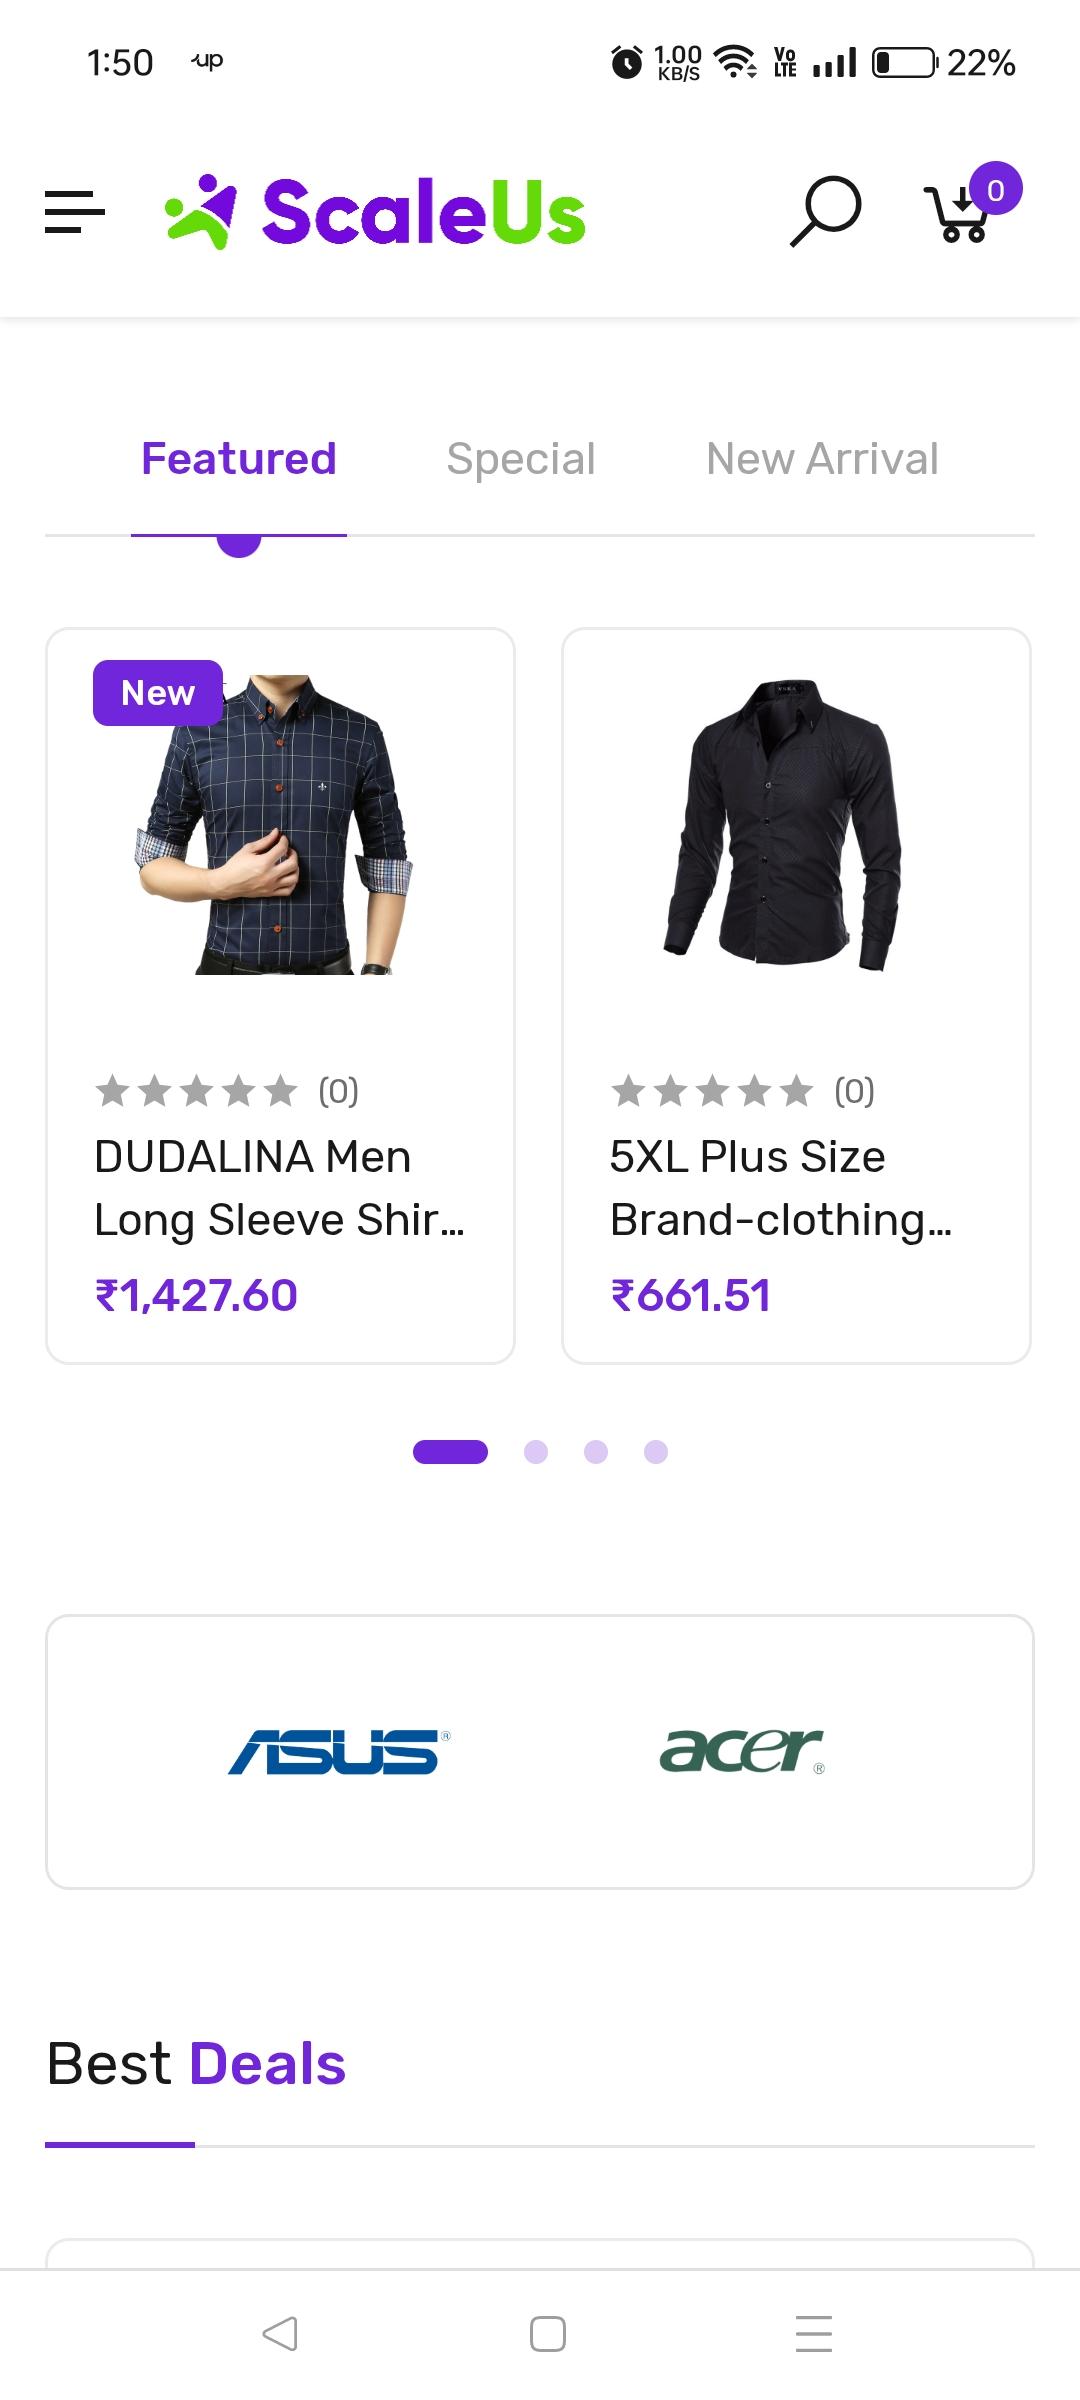 1:50
up
1.00
KB/S
Vo
LTE
22%
ScaleUs
0
Featured
Special
New Arrival
New
(0)
(0)
DUDALINA Men
Long Sleeve Shir...
₹1,427.60
5XL Plus Size
Brand-clothing...
₹661.51
ASUS®
acer®
Best Deals